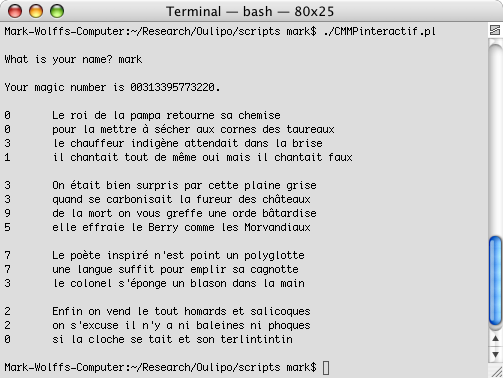 Terminal — bash — 80x25
Mark-Wolffs-Computer:~/Research/Oulipo/scripts mark$ ./CMMPinteractif.pl
What is your name? mark
Your magic number is 00313395773220.
0 Le roi de la pampa retourne sa chemise
0 pour la mettre à sécher aux cornes des taureaux
3 le chauffeur indigène attendait dans la brise
1 il chantait tout de même oui mais il chantait faux
3 On était bien surpris par cette plaine grise
3 quand se carbonisait la fureur des châteaux
9 de la mort on vous greffe une orde bâtardise
5 elle effraie le Berry comme les Morvandiaux
7 Le poète inspiré n'est point un polyglotte
7 une langue suffit pour emplir sa cagnotte
3 le colonel s'éponge un blason dans la main
2 Enfin on vend le tout homards et salicoques
2 on s'excuse il n'y a ni baleines ni phoques
0 si la cloche se tait et son terlintintin
Mark-Wolffs-Computer:~/Research/Oulipo/scripts mark$